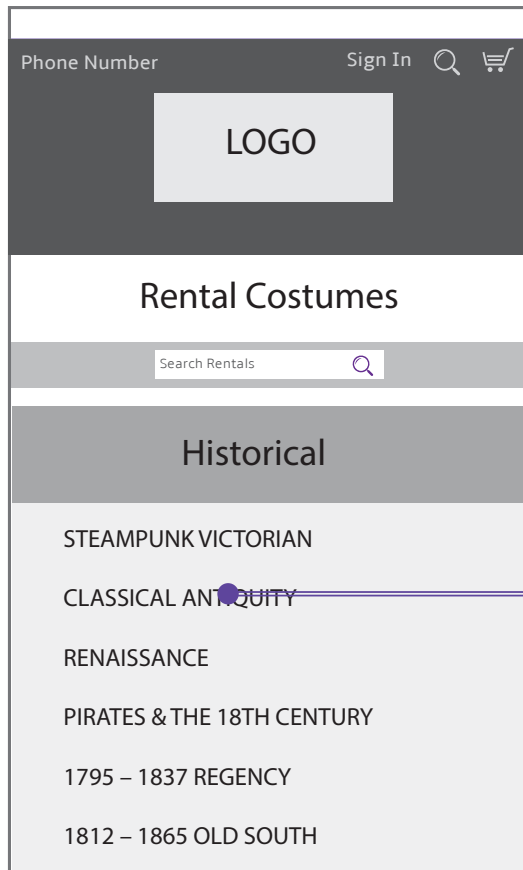 Phone Number Sign In
LOGO
Rental Costumes
Search Rentals
Historical
STEAMPUNK VICTORIAN
CLASSICAL ANTIQUITY
RENAISSANCE
PIRATES & THE 18TH CENTURY
1795 – 1837 REGENCY
1812 – 1865 OLD SOUTH